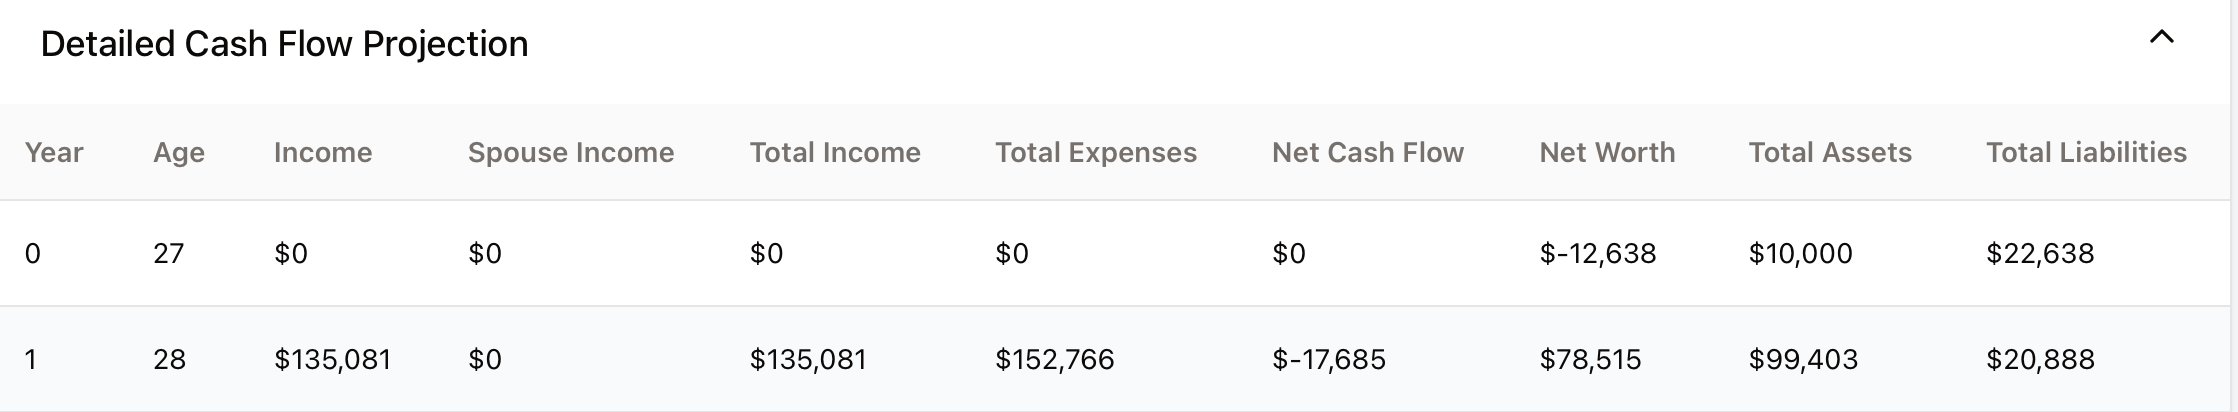 Detailed Cash Flow Projection
Year Age Income Spouse Income Total Income Total Expenses Net Cash Flow Net Worth Total Assets Total Liabilities
0 27 $0 $0 $0 $0 $0 $-12,638 $10,000 $22,638
1 28 $135,081 $0 $135,081 $152,766 $-17,685 $78,515 $99,403 $20,888